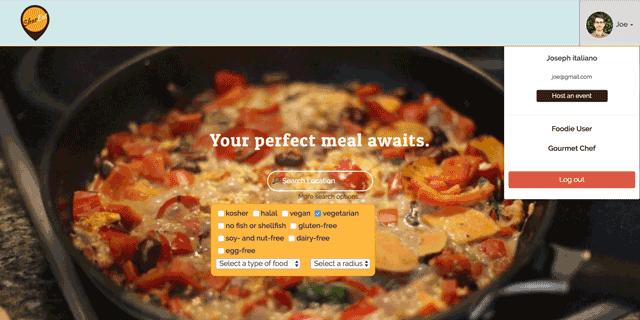 Joe
Joseph italiano
joe@gmail.com
Host an event
Foodie User
Gourmet Chef
Log out
Your perfect meal awaits.
Search Location
More search options
kosher halal vegan vegetarian
no fish or shellfish gluten-free
soy- and nut-free dairy-free
egg-free
Select a type of food Select a radius